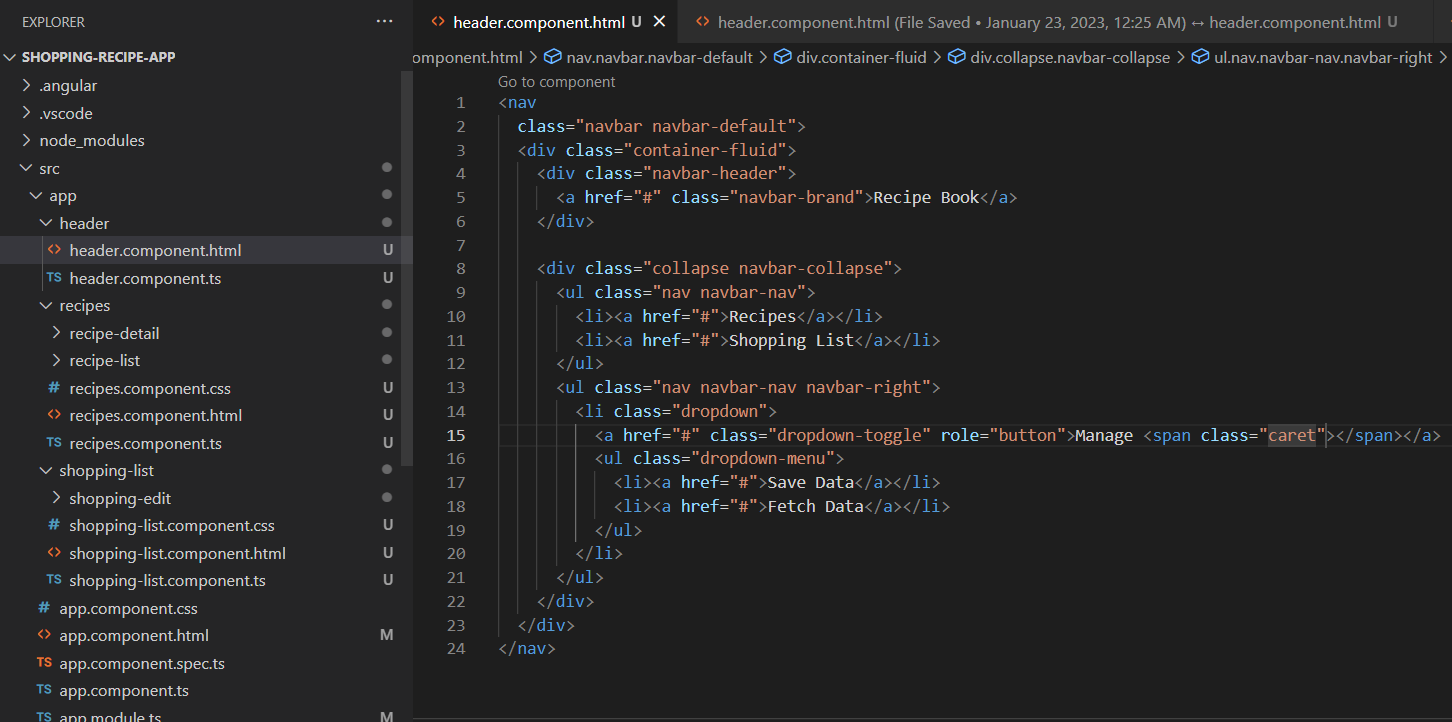 EXPLORER ...
SHOPPING-RECIPE-APP
.angular
.vscode
node_modules
src
app
header
header.component.html U
TS header.component.ts U
recipes
recipe-detail
recipe-list
# recipes.component.css U
recipes.component.html U
TS recipes.component.ts U
shopping-list
shopping-edit
# shopping-list.component.css U
shopping-list.component.html U
TS shopping-list.component.ts U
# app.component.css
app.component.html M
TS app.component.spec.ts
TS app.component.ts
TS app.module.ts M
header.component.html U × header.component.html (File Saved • January 23, 2023, 12:25 AM) ↔ header.component.html U
omponent.html > nav.navbar.navbar-default > div.container-fluid > div.collapse.navbar-collapse > ul.nav.navbar-nav.navbar-right >
Go to component
1 <nav
2 class="navbar navbar-default">
3 <div class="container-fluid">
4 <div class="navbar-header">
5 <a href="#" class="navbar-brand">Recipe Book</a>
6 </div>
7
8 <div class="collapse navbar-collapse">
9 <ul class="nav navbar-nav">
10 <li><a href="#">Recipes</a></li>
11 <li><a href="#">Shopping List</a></li>
12 </ul>
13 <ul class="nav navbar-nav navbar-right">
14 <li class="dropdown">
15 <a href="#" class="dropdown-toggle" role="button">Manage <span class="caret"></span></a>
16 <ul class="dropdown-menu">
17 <li><a href="#">Save Data</a></li>
18 <li><a href="#">Fetch Data</a></li>
19 </ul>
20 </li>
21 </ul>
22 </div>
23 </div>
24 </nav>